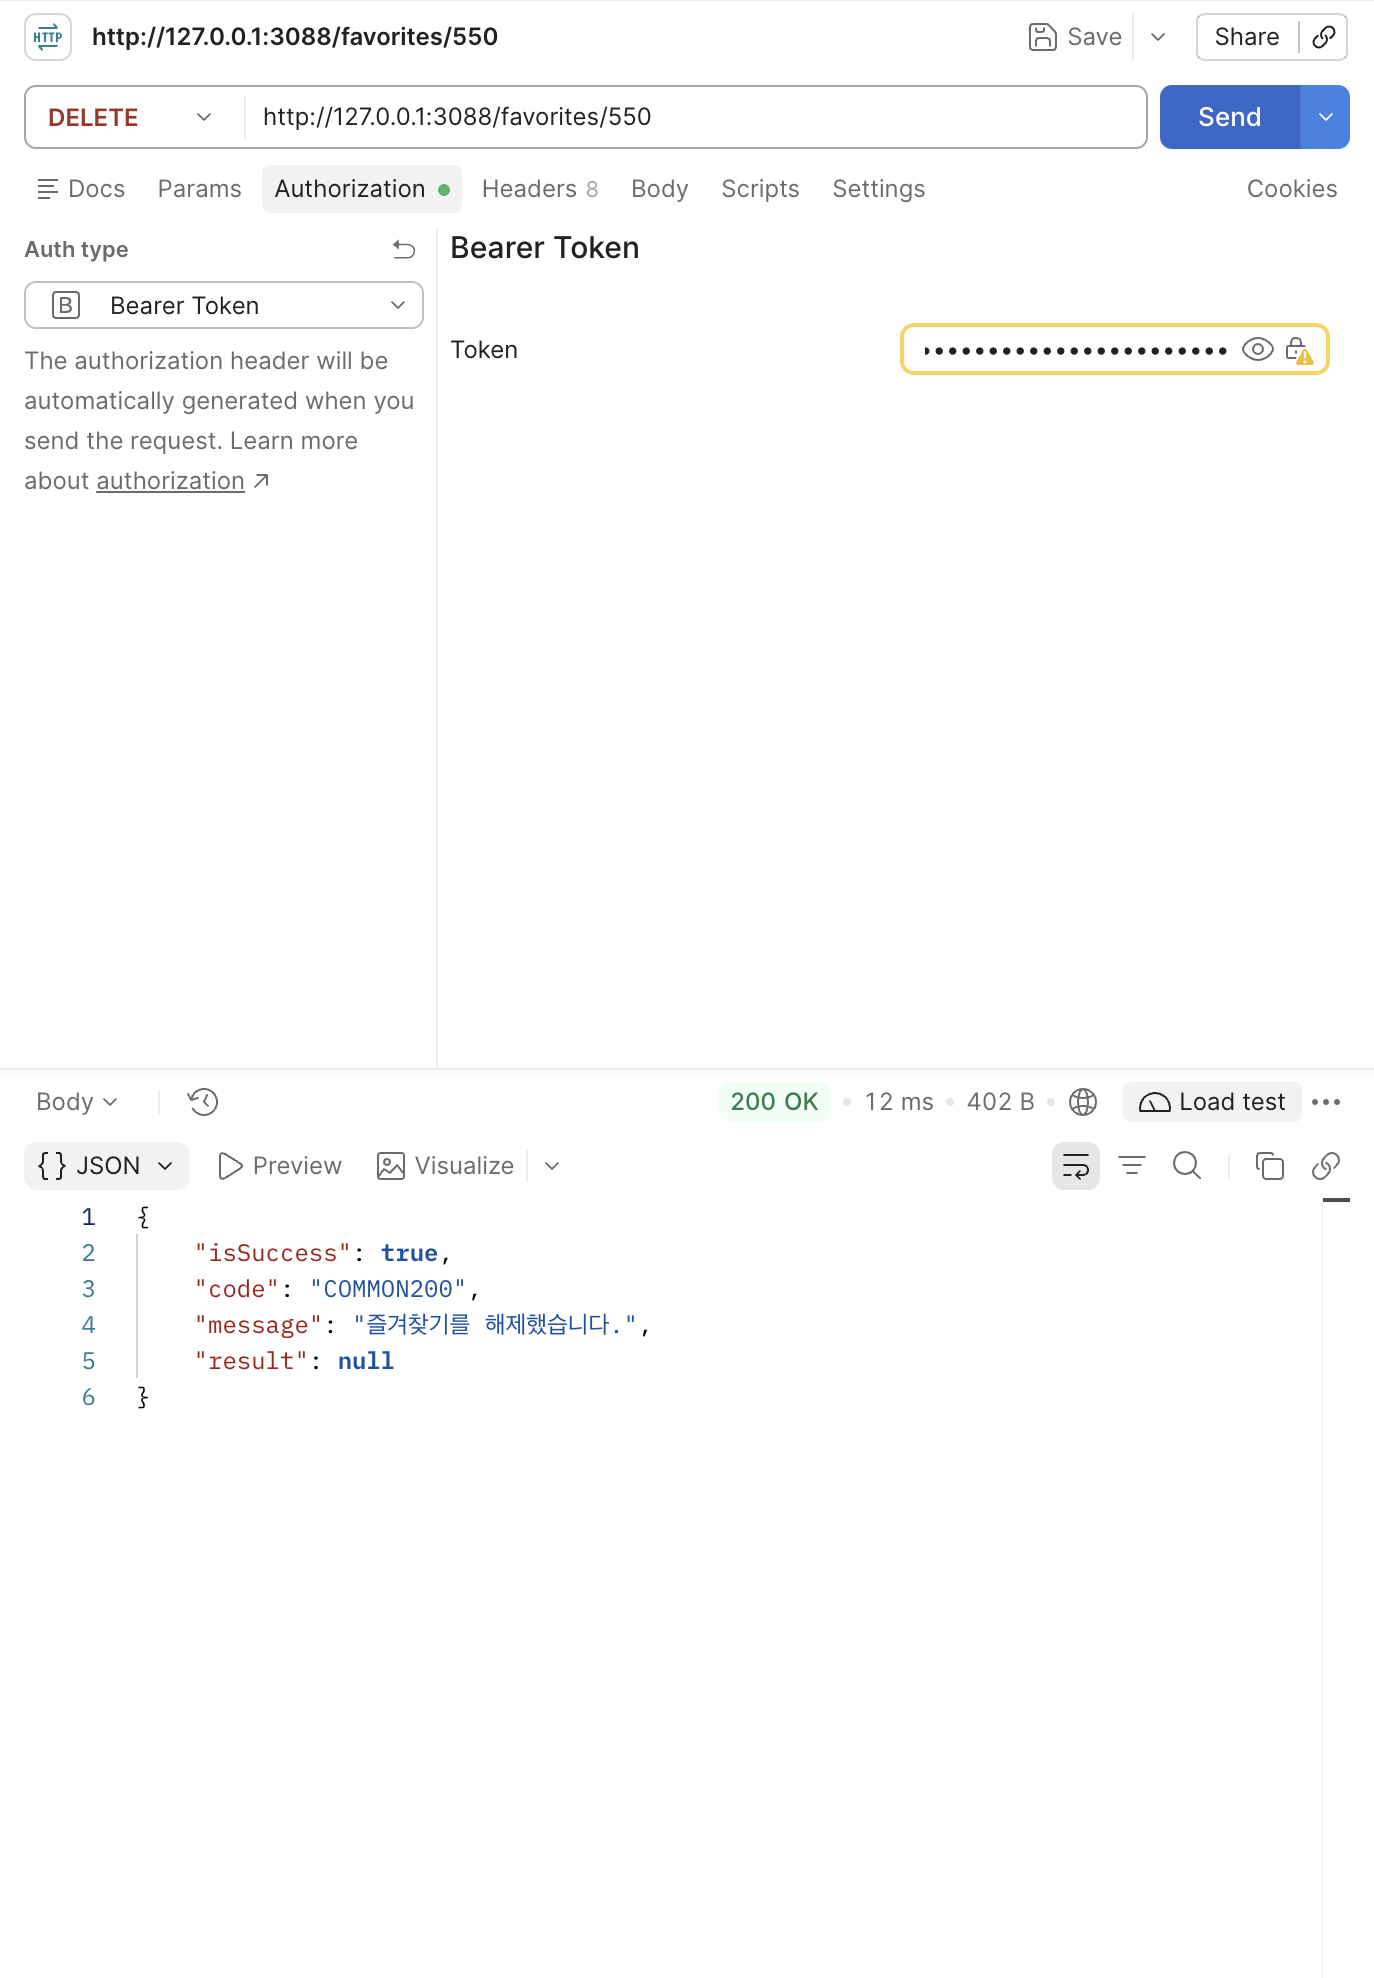 HTTP http://127.0.0.1:3088/favorites/550 Save Share
DELETE http://127.0.0.1:3088/favorites/550 Send
Docs Params Authorization Headers 8 Body Scripts Settings Cookies
Auth type
B Bearer Token
The authorization header will be
automatically generated when you
send the request. Learn more
about authorization
Bearer Token
Token
Body 200 OK 12 ms 402 B Load test
{ } JSON Preview Visualize
1 {
2 "isSuccess": true,
3 "code": "COMMON200",
4 "message": "즐겨찾기를 해제했습니다.",
5 "result": null
6 }